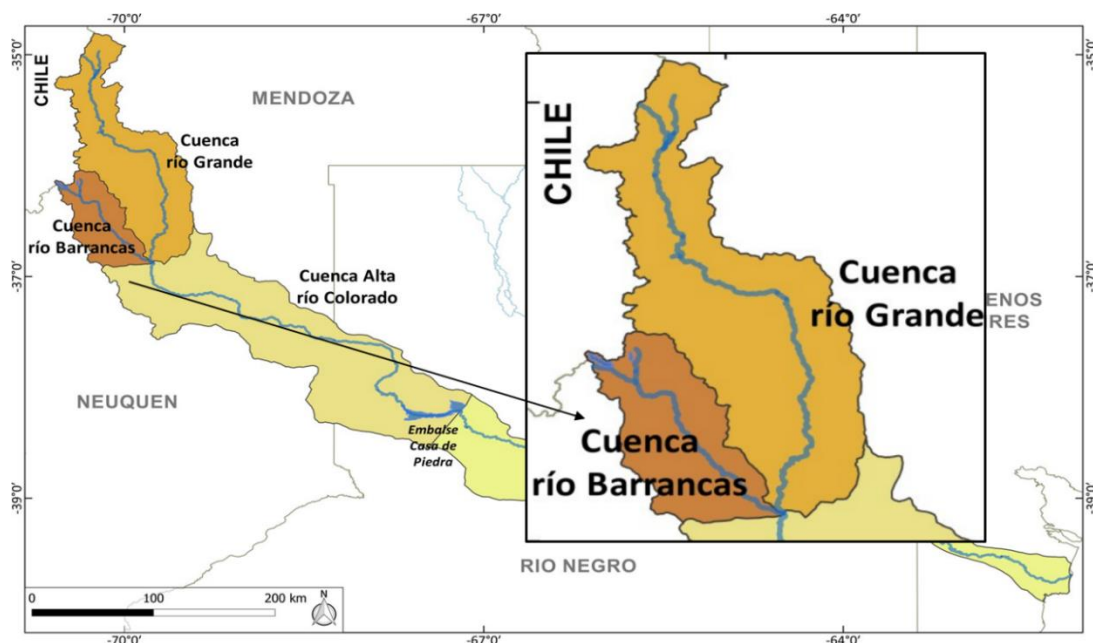 -70°0'
-67°0'
-64°0'
-35°0'
-35°0'
CHILE
MENDOZA
Cuenca
río Grande
Cuenca
río Barrancas
-37°0'
-37°0'
Cuenca Alta
río Colorado
NEUQUEN
Embalse
Casa de
Piedra
CHILE
Cuenca
río Grande
ENOS
RES
Cuenca
río Barrancas
-39°0'
-39°0'
RIO NEGRO
0 100 200 km
N
-70°0'
-67°0'
-64°0'